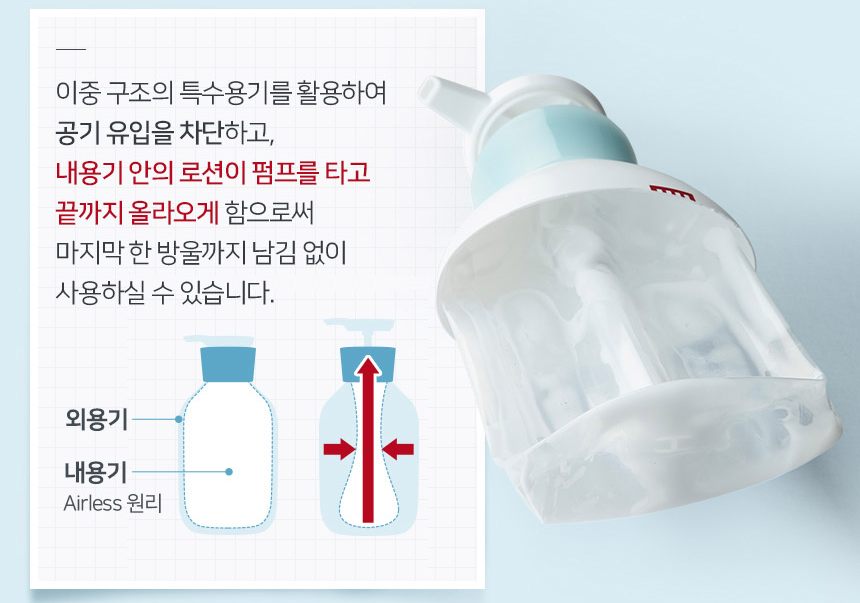 이중 구조의 특수용기를 활용하여
공기 유입을 차단하고,
내용기 안의 로션이 펌프를 타고
끝까지 올라오게 함으로써
마지막 한 방울까지 남김 없이
사용하실 수 있습니다.
외용기
내용기
Airless 원리